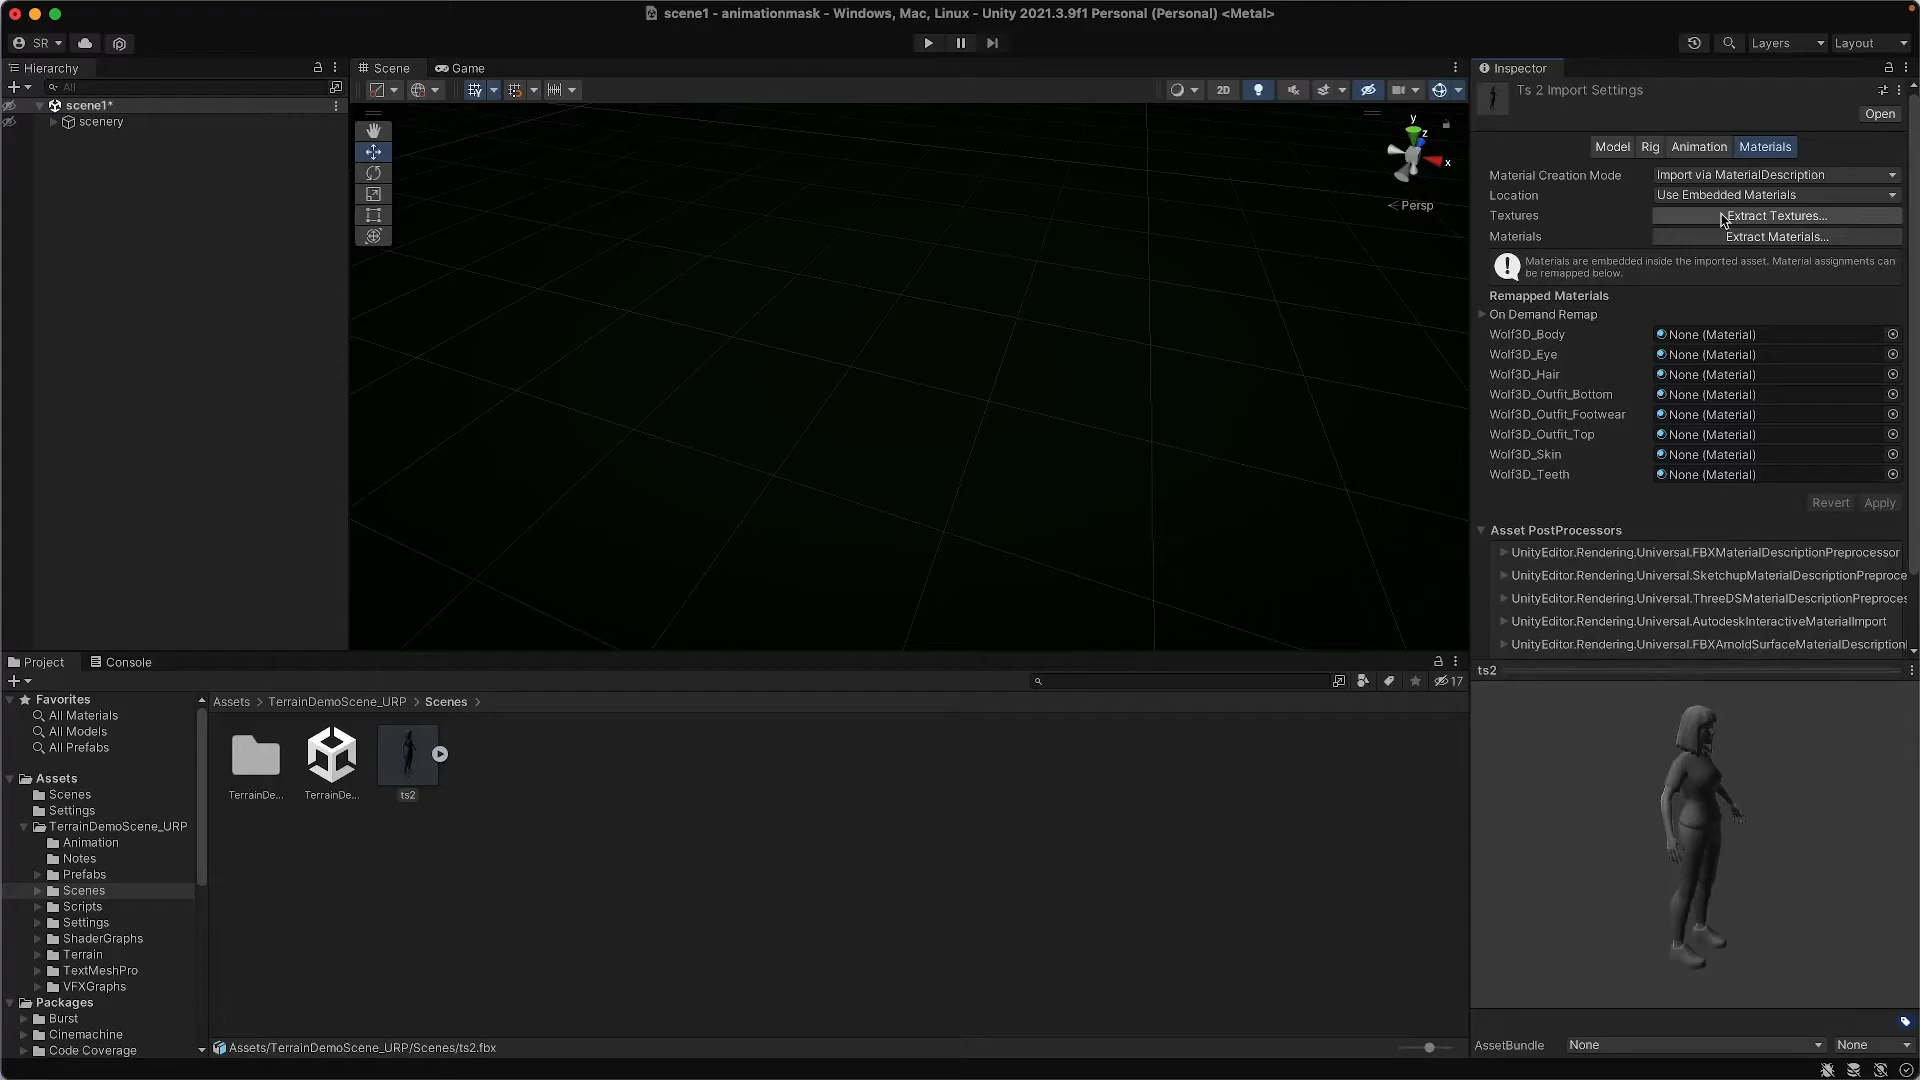 scene1 - animationmask - Windows, Mac, Linux - Unity 2021.3.9f1 Personal (Personal) <Metal>
SR
Layers
Layout
Hierarchy
All
scene1*
scenery
Scene
Game
2D
y
z
x
Persp
Inspector
Ts 2 Import Settings
Open
Model Rig Animation Materials
Material Creation Mode Import via MaterialDescription
Location Use Embedded Materials
Textures Extract Textures...
Materials Extract Materials...
Materials are embedded inside the imported asset. Material assignments can
be remapped below.
Remapped Materials
On Demand Remap
Wolf3D_Body None (Material)
Wolf3D_Eye None (Material)
Wolf3D_Hair None (Material)
Wolf3D_Outfit_Bottom None (Material)
Wolf3D_Outfit_Footwear None (Material)
Wolf3D_Outfit_Top None (Material)
Wolf3D_Skin None (Material)
Wolf3D_Teeth None (Material)
Revert Apply
Asset PostProcessors
UnityEditor.Rendering.Universal.FBXMaterialDescriptionPreprocessor
UnityEditor.Rendering.Universal.SketchupMaterialDescriptionPreproce
UnityEditor.Rendering.Universal.ThreeDSMaterialDescriptionPreproces
UnityEditor.Rendering.Universal.AutodeskInteractiveMaterialImport
UnityEditor.Rendering.Universal.FBXArnoldSurfaceMaterialDescription
ts2
AssetBundle None None
Project
Console
17
Favorites
All Materials
All Models
All Prefabs
Assets
Scenes
Settings
TerrainDemoScene_URP
Animation
Notes
Prefabs
Scenes
Scripts
Settings
ShaderGraphs
Terrain
TextMeshPro
VFXGraphs
Packages
Burst
Cinemachine
Code Coverage
Assets > TerrainDemoScene_URP > Scenes >
TerrainDe...
TerrainDe...
ts2
Assets/TerrainDemoScene_URP/Scenes/ts2.fbx